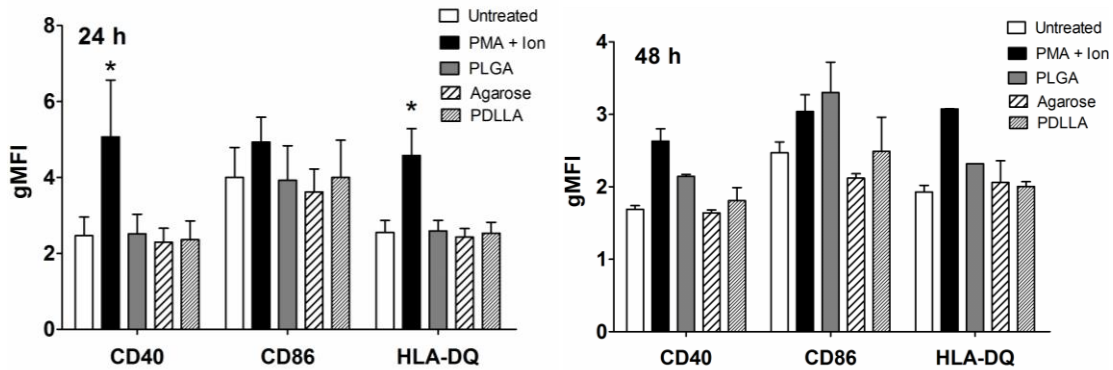 24 h
gMFI
8
6
4
2
0
*
*
Untreated
PMA + Ion
PLGA
Agarose
PDLLA
CD40 CD86 HLA-DQ
48 h
gMFI
4
3
2
1
0
Untreated
PMA + Ion
PLGA
Agarose
PDLLA
CD40 CD86 HLA-DQ